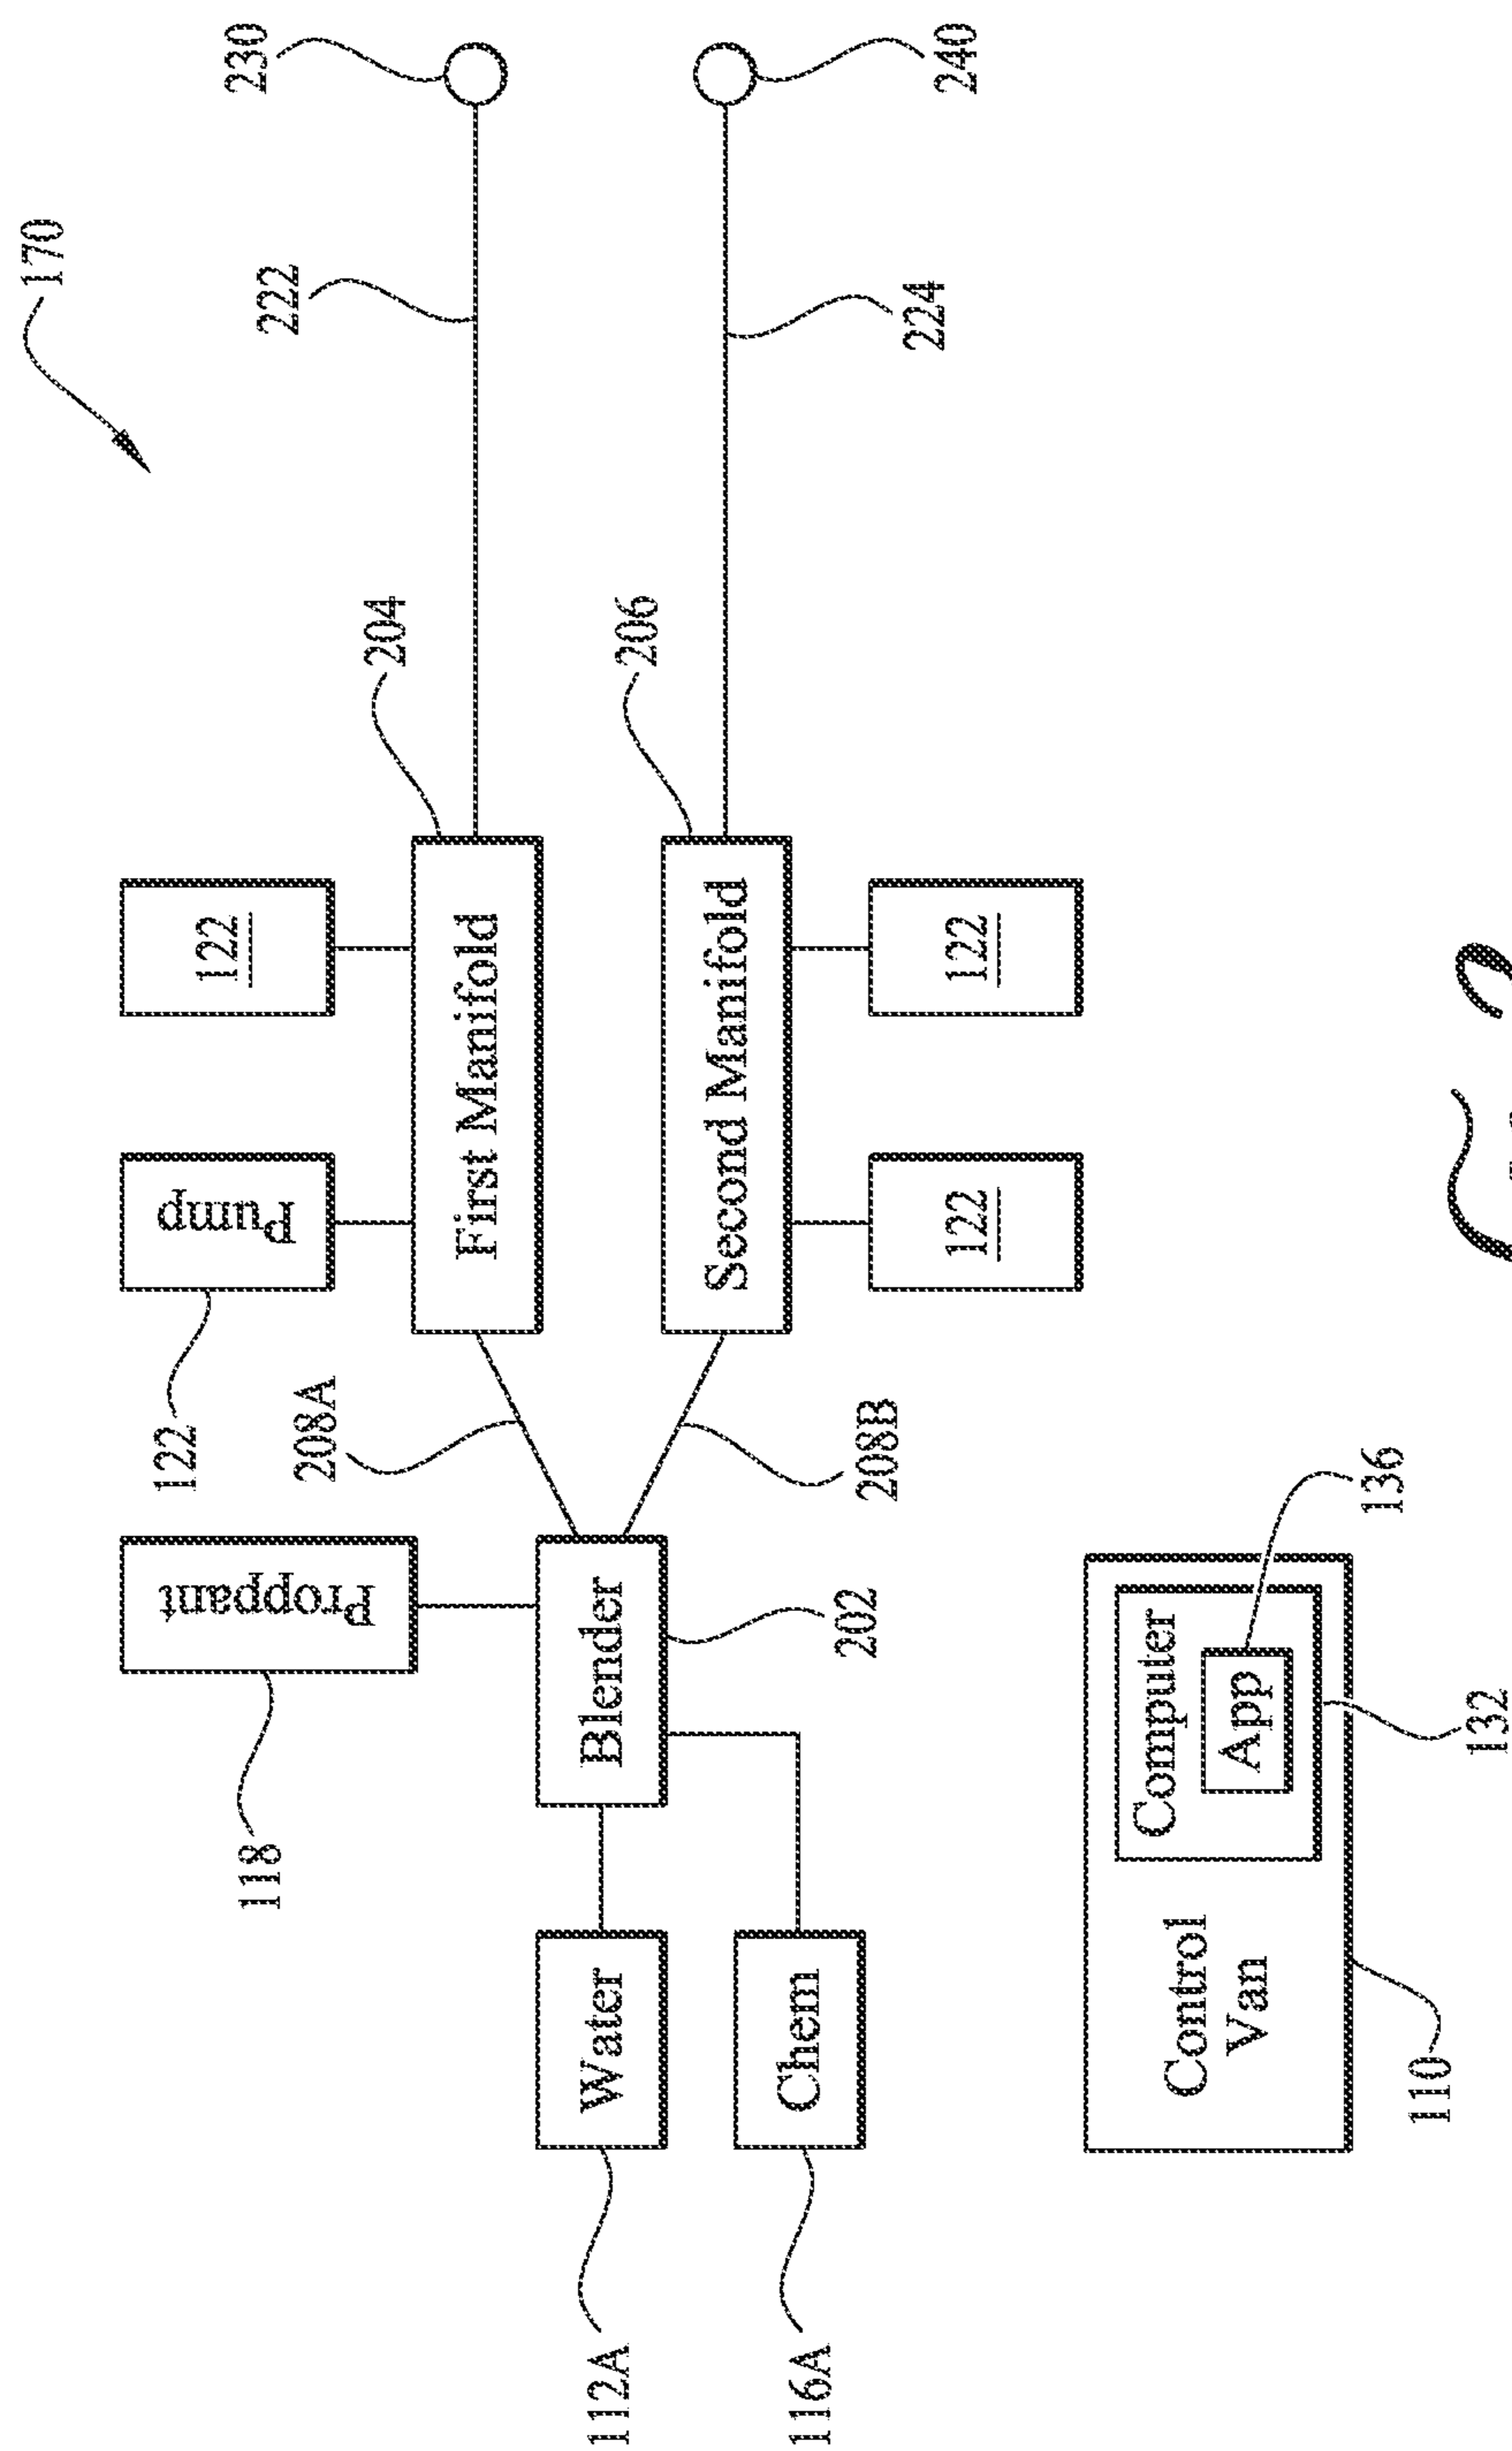 170
230
118
Proppant
122
Pump
122
222
208A
204
First Manifold
112A
Water
Blender
206
Second Manifold
116A
Chem
202
208B
224
240
122
122
Control
Van
Computer
App
136
110
132